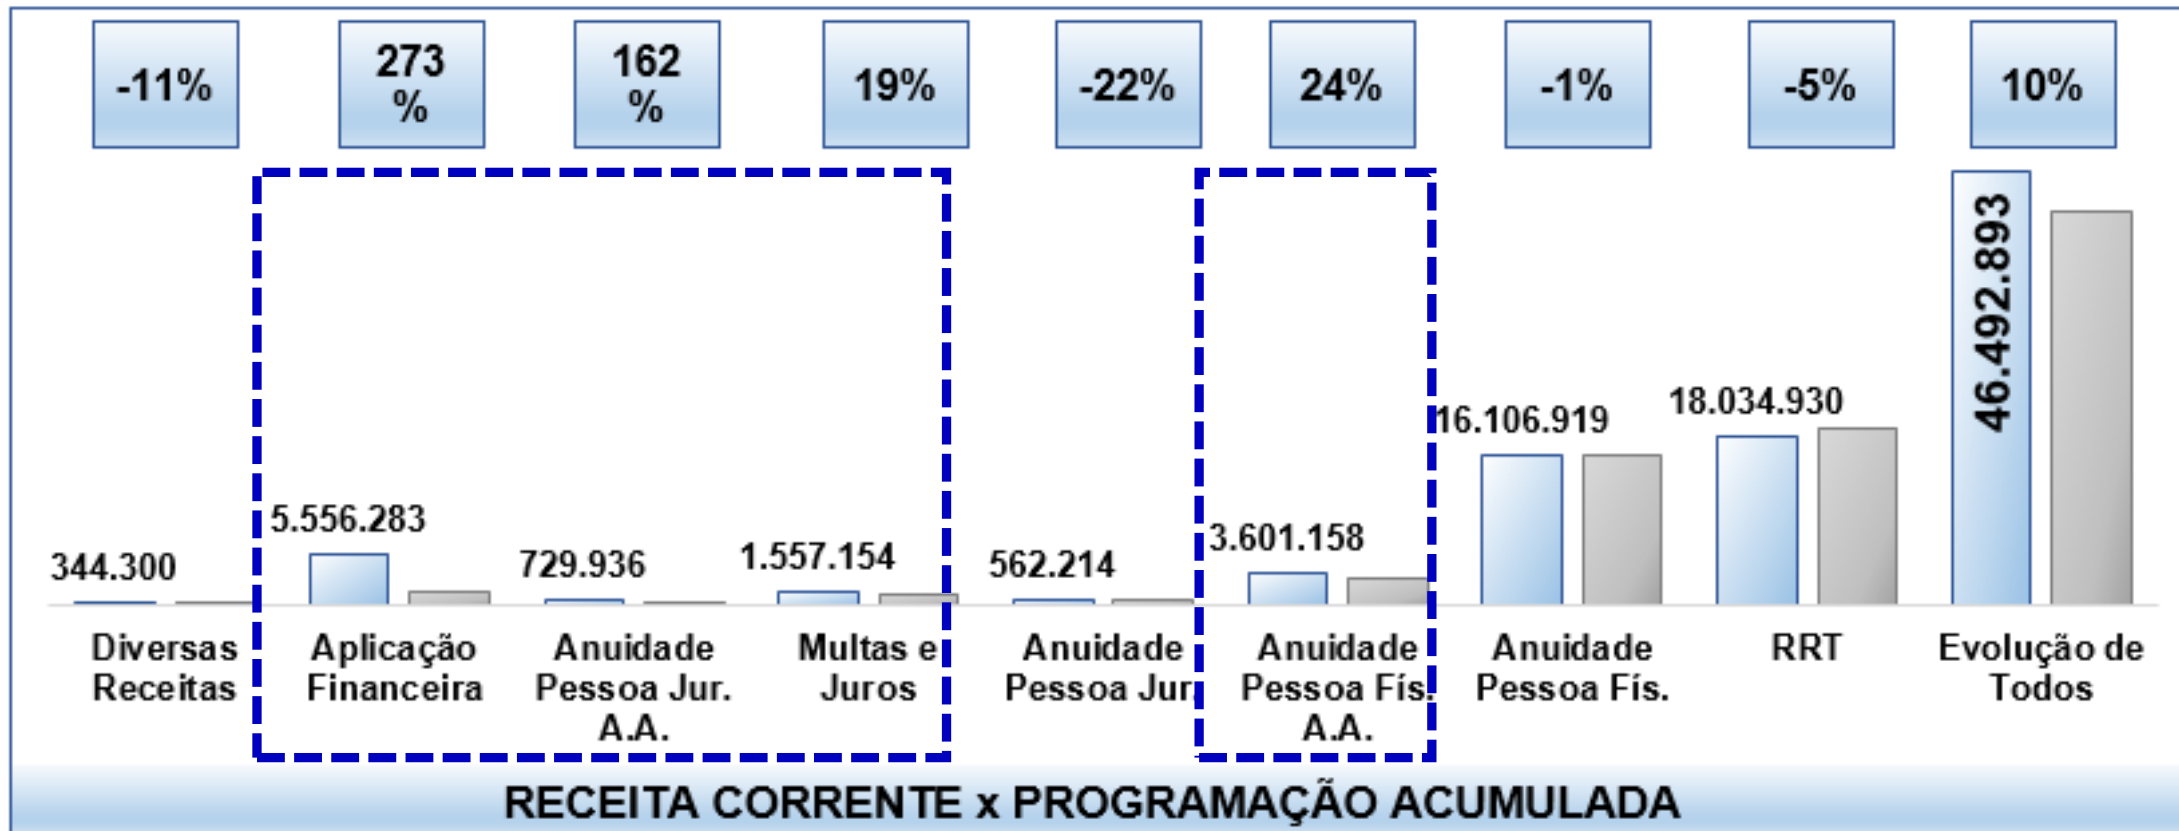 -11%
273
%
162
%
19%
-22%
24%
-1%
-5%
10%
344.300
5.556.283
729.936
1.557.154
562.214
3.601.158
16.106.919
18.034.930
46.492.893
Diversas
Receitas
Aplicação
Financeira
Anuidade
Pessoa Jur.
A.A.
Multas e
Juros
Anuidade
Pessoa Jur.
Anuidade
Pessoa Fís.
A.A.
Anuidade
Pessoa Fís.
RRT
Evolução de
Todos
RECEITA CORRENTE x PROGRAMAÇÃO ACUMULADA